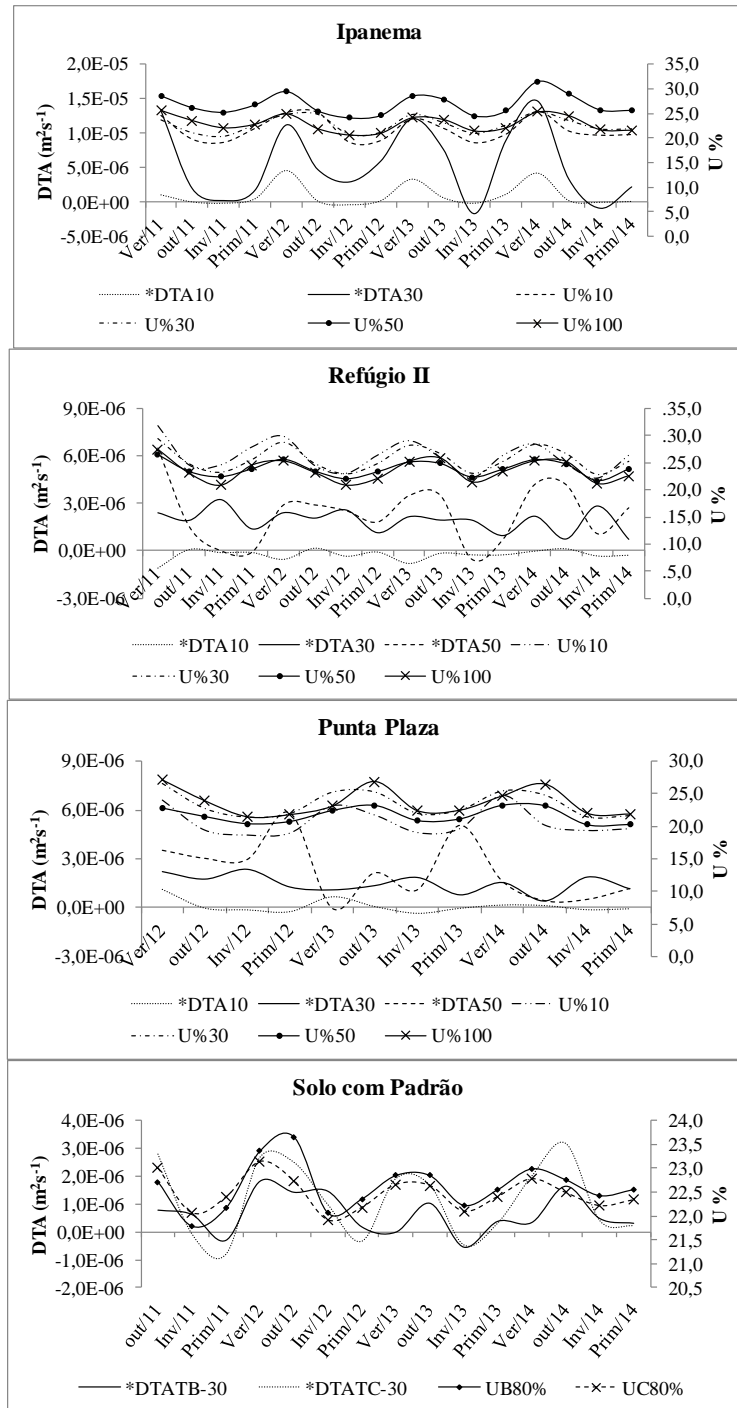 Ipanema
2,0E-05
1,5E-05
1,0E-05
5,0E-06
0,0E+00
-5,0E-06
DTA (m²s⁻¹)
35,0
30,0
25,0
20,0
15,0
10,0
5,0
0,0
U %
Ver/11
out/11
Inv/11
Prim/11
Ver/12
out/12
Inv/12
Prim/12
Ver/13
out/13
Inv/13
Prim/13
Ver/14
out/14
Inv/14
Prim/14
*DTA10 *DTA30 U%10
U%30 U%50 U%100
Refúgio II
9,0E-06
6,0E-06
3,0E-06
0,0E+00
-3,0E-06
DTA (m²s⁻¹)
.35,0
.30,0
.25,0
.20,0
.15,0
.10,0
.5,0
.0,0
U %
Ver/11
out/11
Inv/11
Prim/11
Ver/12
out/12
Inv/12
Prim/12
Ver/13
out/13
Inv/13
Prim/13
Ver/14
out/14
Inv/14
Prim/14
*DTA10 *DTA30 *DTA50 U%10
U%30 U%50 U%100
Punta Plaza
9,0E-06
6,0E-06
3,0E-06
0,0E+00
-3,0E-06
DTA (m²s⁻¹)
30,0
25,0
20,0
15,0
10,0
5,0
0,0
U %
Ver/12
out/12
Inv/12
Prim/12
Ver/13
out/13
Inv/13
Prim/13
Ver/14
out/14
Inv/14
Prim/14
*DTA10 *DTA30 *DTA50 U%10
U%30 U%50 U%100
Solo com Padrão
4,0E-06
3,0E-06
2,0E-06
1,0E-06
0,0E+00
-1,0E-06
-2,0E-06
DTA (m²s⁻¹)
24,0
23,5
23,0
22,5
22,0
21,5
21,0
20,5
U %
out/11
Inv/11
Prim/11
Ver/12
out/12
Inv/12
Prim/12
Ver/13
out/13
Inv/13
Prim/13
Ver/14
out/14
Inv/14
Prim/14
*DTATB-30 *DTATC-30 UB80% UC80%